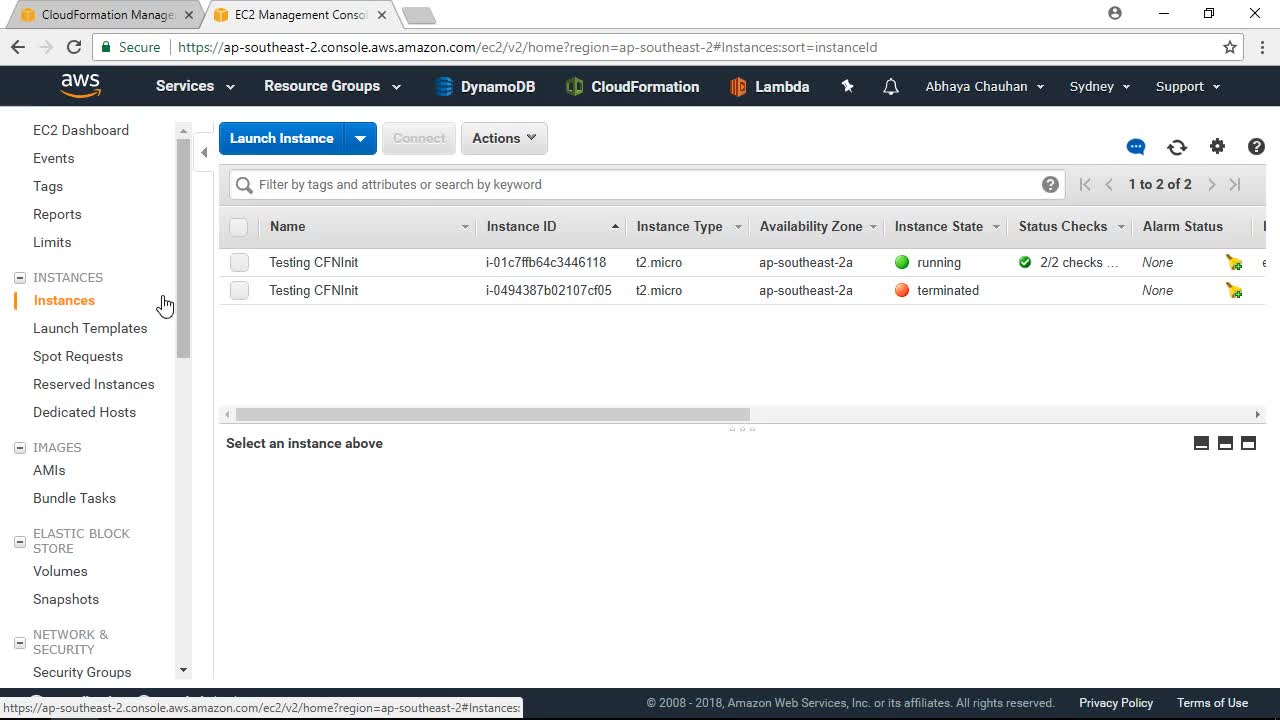 CloudFormation Manage
EC2 Management Consol
Secure
https://ap-southeast-2.console.aws.amazon.com/ec2/v2/home?region=ap-southeast-2#Instances:sort=instanceId
aws
Services
Resource Groups
DynamoDB
CloudFormation
Lambda
Abhaya Chauhan
Sydney
Support
EC2 Dashboard
Events
Tags
Reports
Limits
INSTANCES
Instances
Launch Templates
Spot Requests
Reserved Instances
Dedicated Hosts
IMAGES
AMIs
Bundle Tasks
ELASTIC BLOCK
STORE
Volumes
Snapshots
NETWORK &
SECURITY
Security Groups
Launch Instance
Connect
Actions
Filter by tags and attributes or search by keyword
1 to 2 of 2
Name Instance ID Instance Type Availability Zone Instance State Status Checks Alarm Status
Testing CFNInit i-01c7ffb64c3446118 t2.micro ap-southeast-2a running 2/2 checks ... None
Testing CFNInit i-0494387b02107cf05 t2.micro ap-southeast-2a terminated None
Select an instance above
https://ap-southeast-2.console.aws.amazon.com/ec2/v2/home?region=ap-southeast-2#Instances:
© 2008 - 2018, Amazon Web Services, Inc. or its affiliates. All rights reserved.
Privacy Policy
Terms of Use